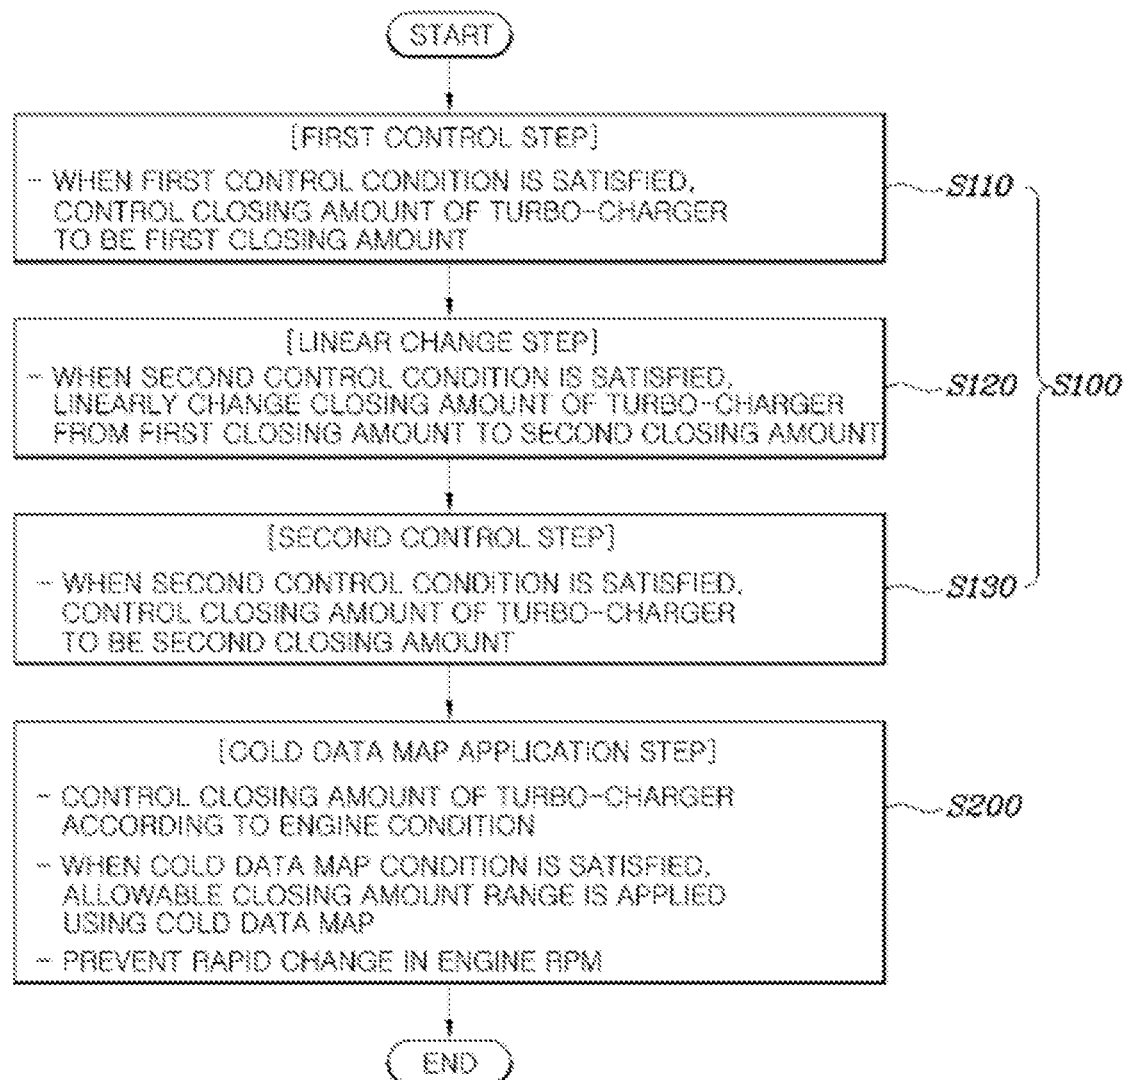 START
[FIRST CONTROL STEP]
- WHEN FIRST CONTROL CONDITION IS SATISFIED,
CONTROL CLOSING AMOUNT OF TURBO-CHARGER
TO BE FIRST CLOSING AMOUNT
S110
[LINEAR CHANGE STEP]
- WHEN SECOND CONTROL CONDITION IS SATISFIED,
LINEARLY CHANGE CLOSING AMOUNT OF TURBO-CHARGER
FROM FIRST CLOSING AMOUNT TO SECOND CLOSING AMOUNT
S120
S100
[SECOND CONTROL STEP]
- WHEN SECOND CONTROL CONDITION IS SATISFIED,
CONTROL CLOSING AMOUNT OF TURBO-CHARGER
TO BE SECOND CLOSING AMOUNT
S130
[COLD DATA MAP APPLICATION STEP]
- CONTROL CLOSING AMOUNT OF TURBO-CHARGER
ACCORDING TO ENGINE CONDITION
- WHEN COLD DATA MAP CONDITION IS SATISFIED,
ALLOWABLE CLOSING AMOUNT RANGE IS APPLIED
USING COLD DATA MAP
- PREVENT RAPID CHANGE IN ENGINE RPM
S200
END